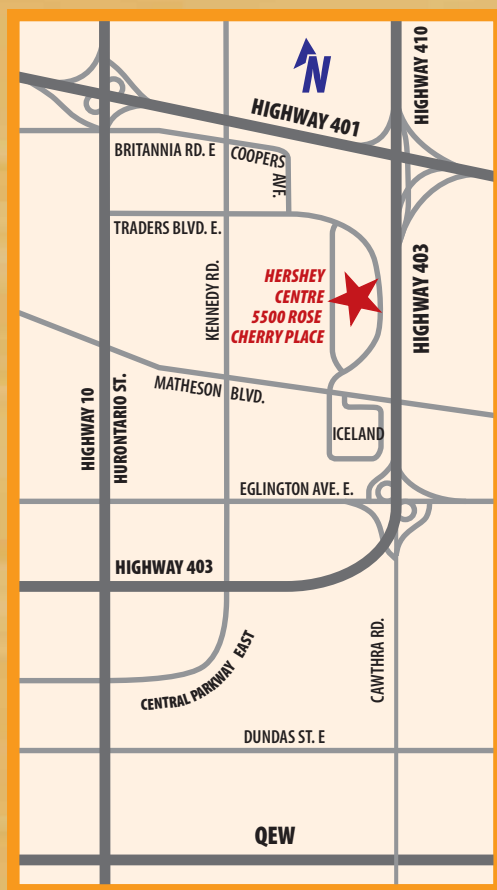 N
HIGHWAY 410
HIGHWAY 401
BRITANNIA RD. E
COOPERS
AVE.
TRADERS BLVD. E.
KENNEDY RD.
HERSHEY
CENTRE
5500 ROSE
CHERRY PLACE
HIGHWAY 403
MATHESON BLVD.
HIGHWAY 10
HURONTARIO ST.
ICELAND
EGLINGTON AVE. E.
HIGHWAY 403
CENTRAL PARKWAY EAST
CAWTHRA RD.
DUNDAS ST. E
QEW